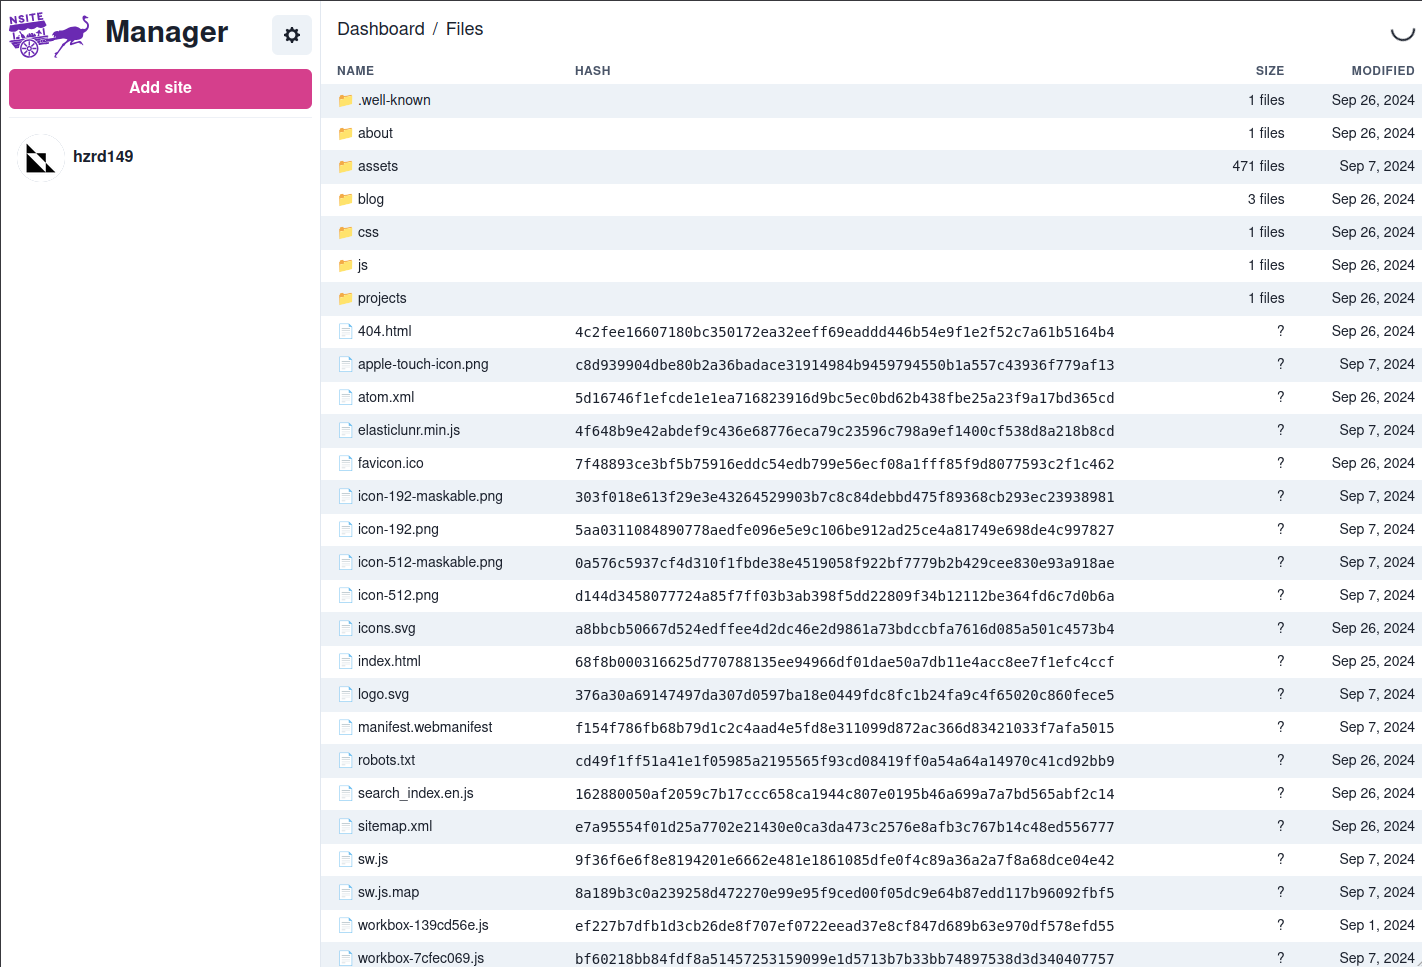 NSITE
Manager
Add site
hzrd149
Dashboard / Files
NAME HASH SIZE MODIFIED
.well-known 1 files Sep 26, 2024
about 1 files Sep 26, 2024
assets 471 files Sep 7, 2024
blog 3 files Sep 26, 2024
css 1 files Sep 26, 2024
js 1 files Sep 26, 2024
projects 1 files Sep 26, 2024
404.html 4c2fee16607180bc350172ea32eeff69eaddd446b54e9f1e2f52c7a61b5164b4 ? Sep 26, 2024
apple-touch-icon.png c8d939904dbe80b2a36badace31914984b9459794550b1a557c43936f779af13 ? Sep 7, 2024
atom.xml 5d16746f1efcde1e1ea716823916d9bc5ec0bd62b438fbe25a23f9a17bd365cd ? Sep 26, 2024
elasticlunr.min.js 4f648b9e42abdef9c436e68776eca79c23596c798a9ef1400cf538d8a218b8cd ? Sep 7, 2024
favicon.ico 7f48893ce3bf5b75916eddc54edb799e56ecf08a1fff85f9d8077593c2f1c462 ? Sep 26, 2024
icon-192-maskable.png 303f018e613f29e3e43264529903b7c8c84debbd475f89368cb293ec23938981 ? Sep 7, 2024
icon-192.png 5aa0311084890778aedfe096e5e9c106be912ad25ce4a81749e698de4c997827 ? Sep 7, 2024
icon-512-maskable.png 0a576c5937cf4d310f1fbde38e4519058f922bf7779b2b429cee830e93a918ae ? Sep 7, 2024
icon-512.png d144d3458077724a85f7ff03b3ab398f5dd22809f34b12112be364fd6c7d0b6a ? Sep 7, 2024
icons.svg a8bbcb50667d524edffee4d2dc46e2d9861a73bdccbfa7616d085a501c4573b4 ? Sep 26, 2024
index.html 68f8b000316625d770788135ee94966df01dae50a7db11e4acc8ee7f1efc4ccf ? Sep 25, 2024
logo.svg 376a30a69147497da307d0597ba18e0449fdc8fc1b24fa9c4f65020c860fece5 ? Sep 7, 2024
manifest.webmanifest f154f786fb68b79d1c2c4aad4e5fd8e311099d872ac366d83421033f7afa5015 ? Sep 7, 2024
robots.txt cd49f1ff51a41e1f05985a2195565f93cd08419ff0a54a64a14970c41cd92bb9 ? Sep 26, 2024
search_index.en.js 162880050af2059c7b17ccc658ca1944c807e0195b46a699a7a7bd565abf2c14 ? Sep 26, 2024
sitemap.xml e7a95554f01d25a7702e21430e0ca3da473c2576e8afb3c767b14c48ed556777 ? Sep 26, 2024
sw.js 9f36f6e6f8e8194201e6662e481e1861085dfe0f4c89a36a2a7f8a68dce04e42 ? Sep 7, 2024
sw.js.map 8a189b3c0a239258d472270e99e95f9ced00f05dc9e64b87edd117b96092fbf5 ? Sep 7, 2024
workbox-139cd56e.js ef227b7dfb1d3cb26de8f707ef0722eead37e8cf847d689b63e970df578efd55 ? Sep 1, 2024
workbox-7cfec069.js bf60218bb84fdf8a51457253159099e1d5713b7b33bb74897538d3d340407757 ? Sep 7, 2024